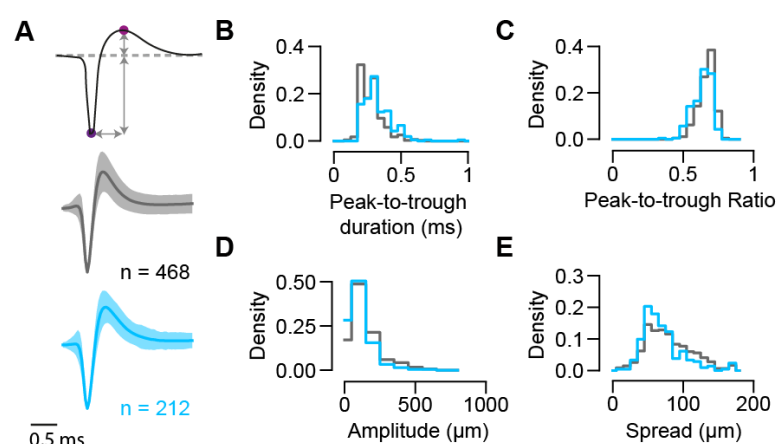 A
n = 468
n = 212
0.5 ms
B
Density
0.4
0.2
0.0
0
0.5
1
Peak-to-trough
duration (ms)
C
Density
0.4
0.2
0.0
0
0.5
1
Peak-to-trough Ratio
D
Density
0.50
0.25
0.00
0
500
1000
Amplitude (µm)
E
Density
0.3
0.2
0.1
0.0
0
100
200
Spread (µm)